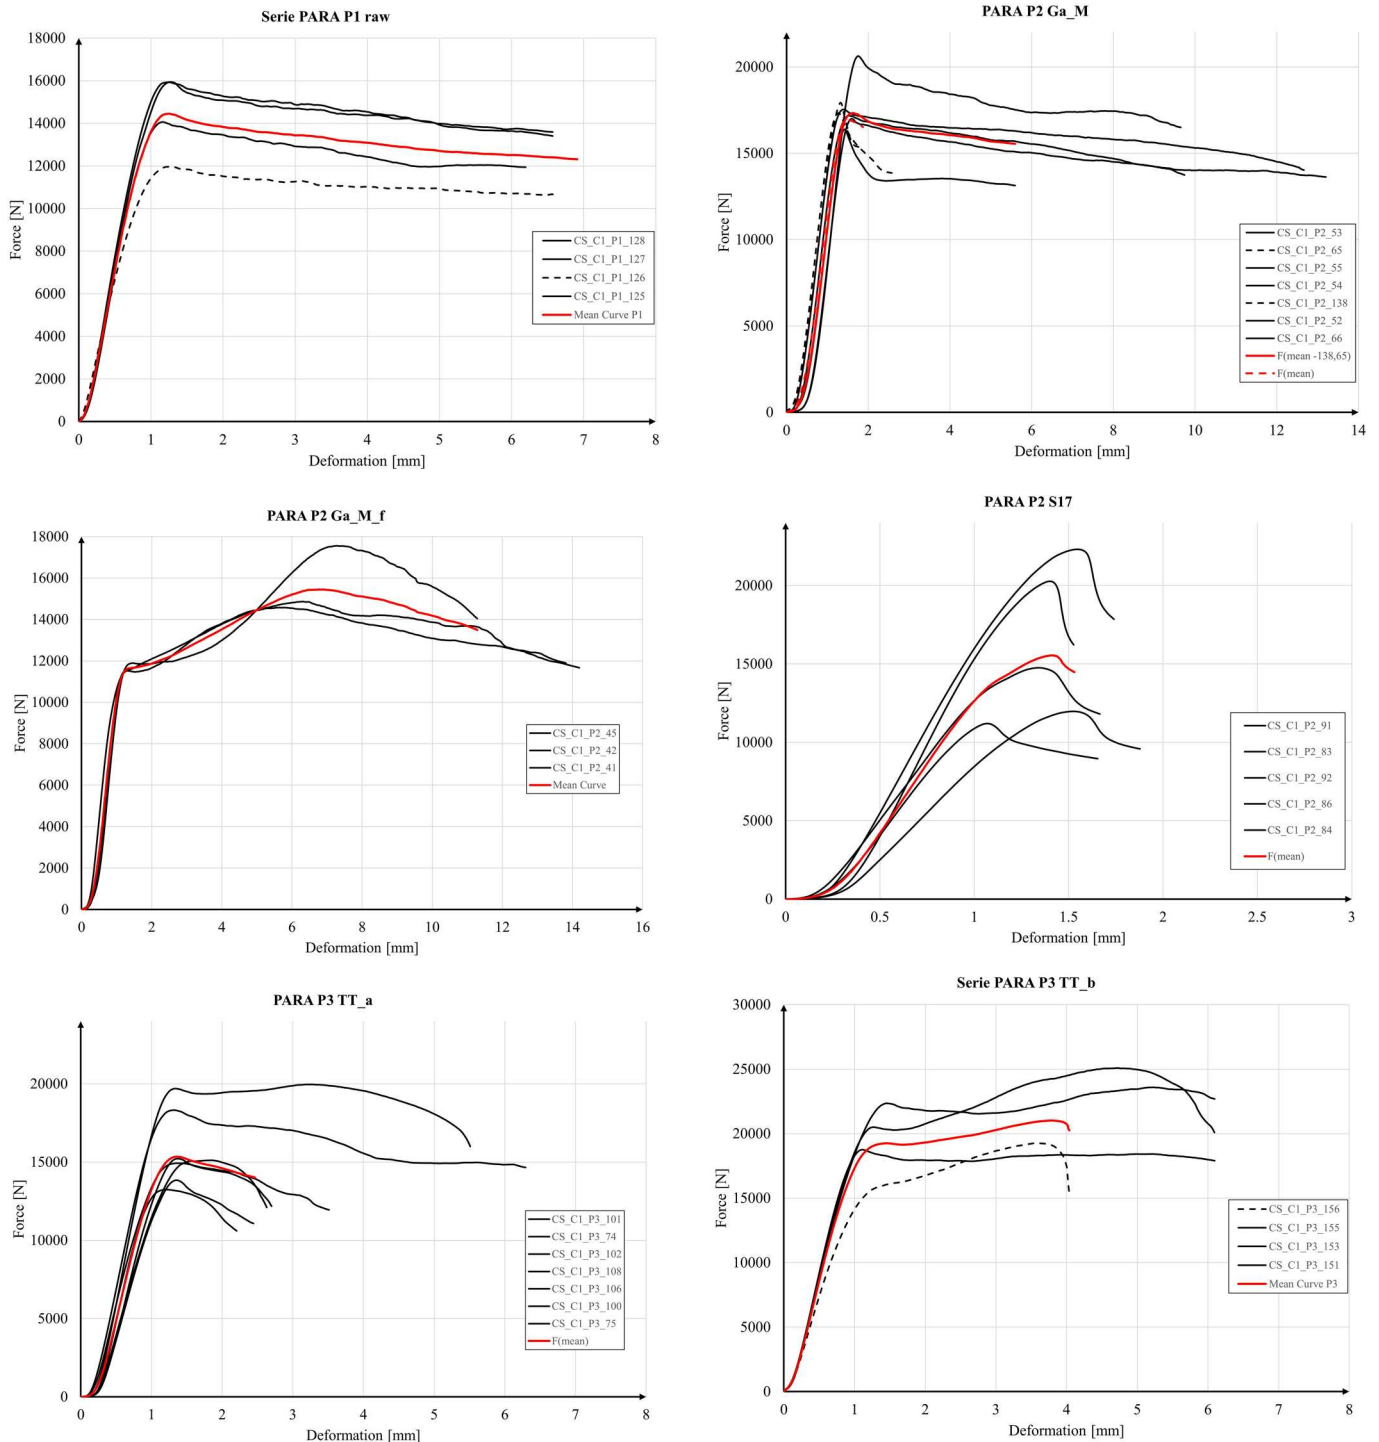 Serie PARA P1 raw
18000
16000
14000
12000
10000
8000
6000
4000
2000
0
Force [N]
0 1 2 3 4 5 6 7 8
Deformation [mm]
CS_C1_P1_128
CS_C1_P1_127
CS_C1_P1_126
CS_C1_P1_125
Mean Curve P1
PARA P2 Ga_M
20000
15000
10000
5000
0
Force [N]
0 2 4 6 8 10 12 14
Deformation [mm]
CS_C1_P2_53
CS_C1_P2_65
CS_C1_P2_55
CS_C1_P2_54
CS_C1_P2_138
CS_C1_P2_52
CS_C1_P2_66
F(mean -138,65)
F(mean)
PARA P2 Ga_M_f
18000
16000
14000
12000
10000
8000
6000
4000
2000
0
Force [N]
0 2 4 6 8 10 12 14 16
Deformation [mm]
CS_C1_P2_45
CS_C1_P2_42
CS_C1_P2_41
Mean Curve
PARA P2 S17
20000
15000
10000
5000
0
Force [N]
0 0.5 1 1.5 2 2.5 3
Deformation [mm]
CS_C1_P2_91
CS_C1_P2_83
CS_C1_P2_92
CS_C1_P2_86
CS_C1_P2_84
F(mean)
PARA P3 TT_a
20000
15000
10000
5000
0
Force [N]
0 1 2 3 4 5 6 7 8
Deformation [mm]
CS_C1_P3_101
CS_C1_P3_74
CS_C1_P3_102
CS_C1_P3_108
CS_C1_P3_106
CS_C1_P3_100
CS_C1_P3_75
F(mean)
Serie PARA P3 TT_b
30000
25000
20000
15000
10000
5000
0
Force [N]
0 1 2 3 4 5 6 7 8
Deformation [mm]
CS_C1_P3_156
CS_C1_P3_155
CS_C1_P3_153
CS_C1_P3_151
Mean Curve P3